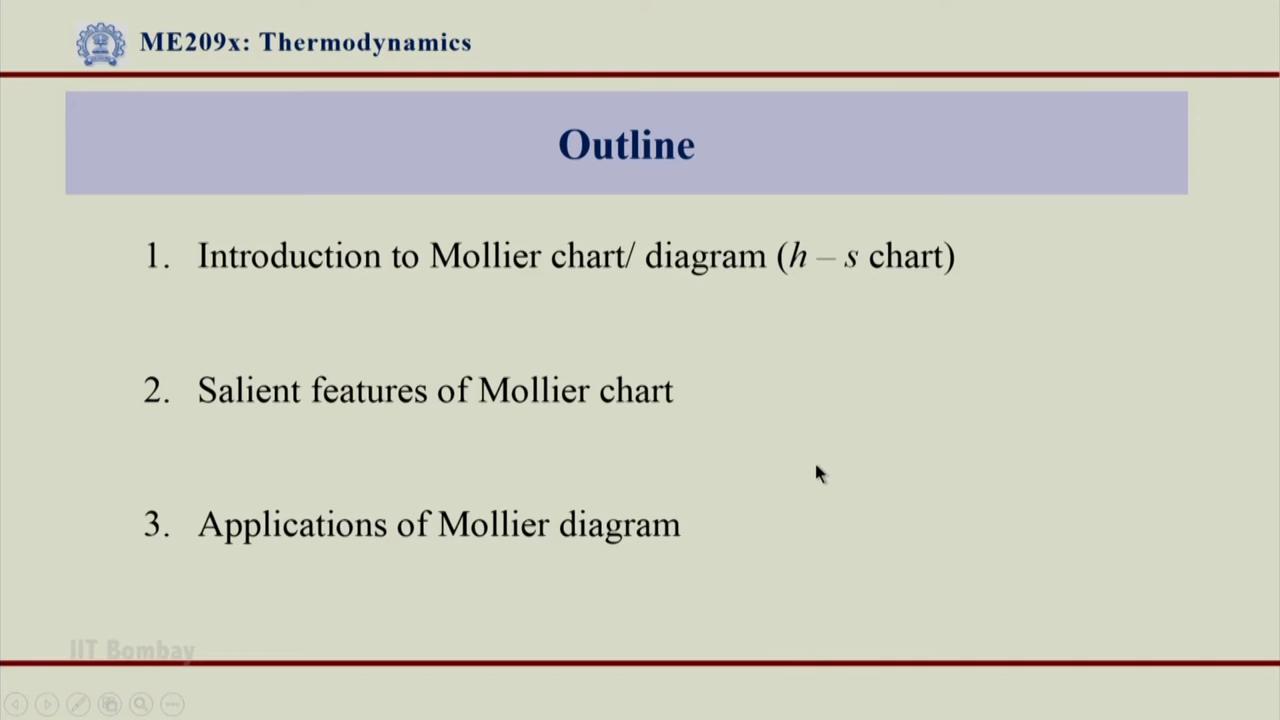 ME209x: Thermodynamics
Outline
1. Introduction to Mollier chart/ diagram (h – s chart)
2. Salient features of Mollier chart
3. Applications of Mollier diagram
IIT Bombay